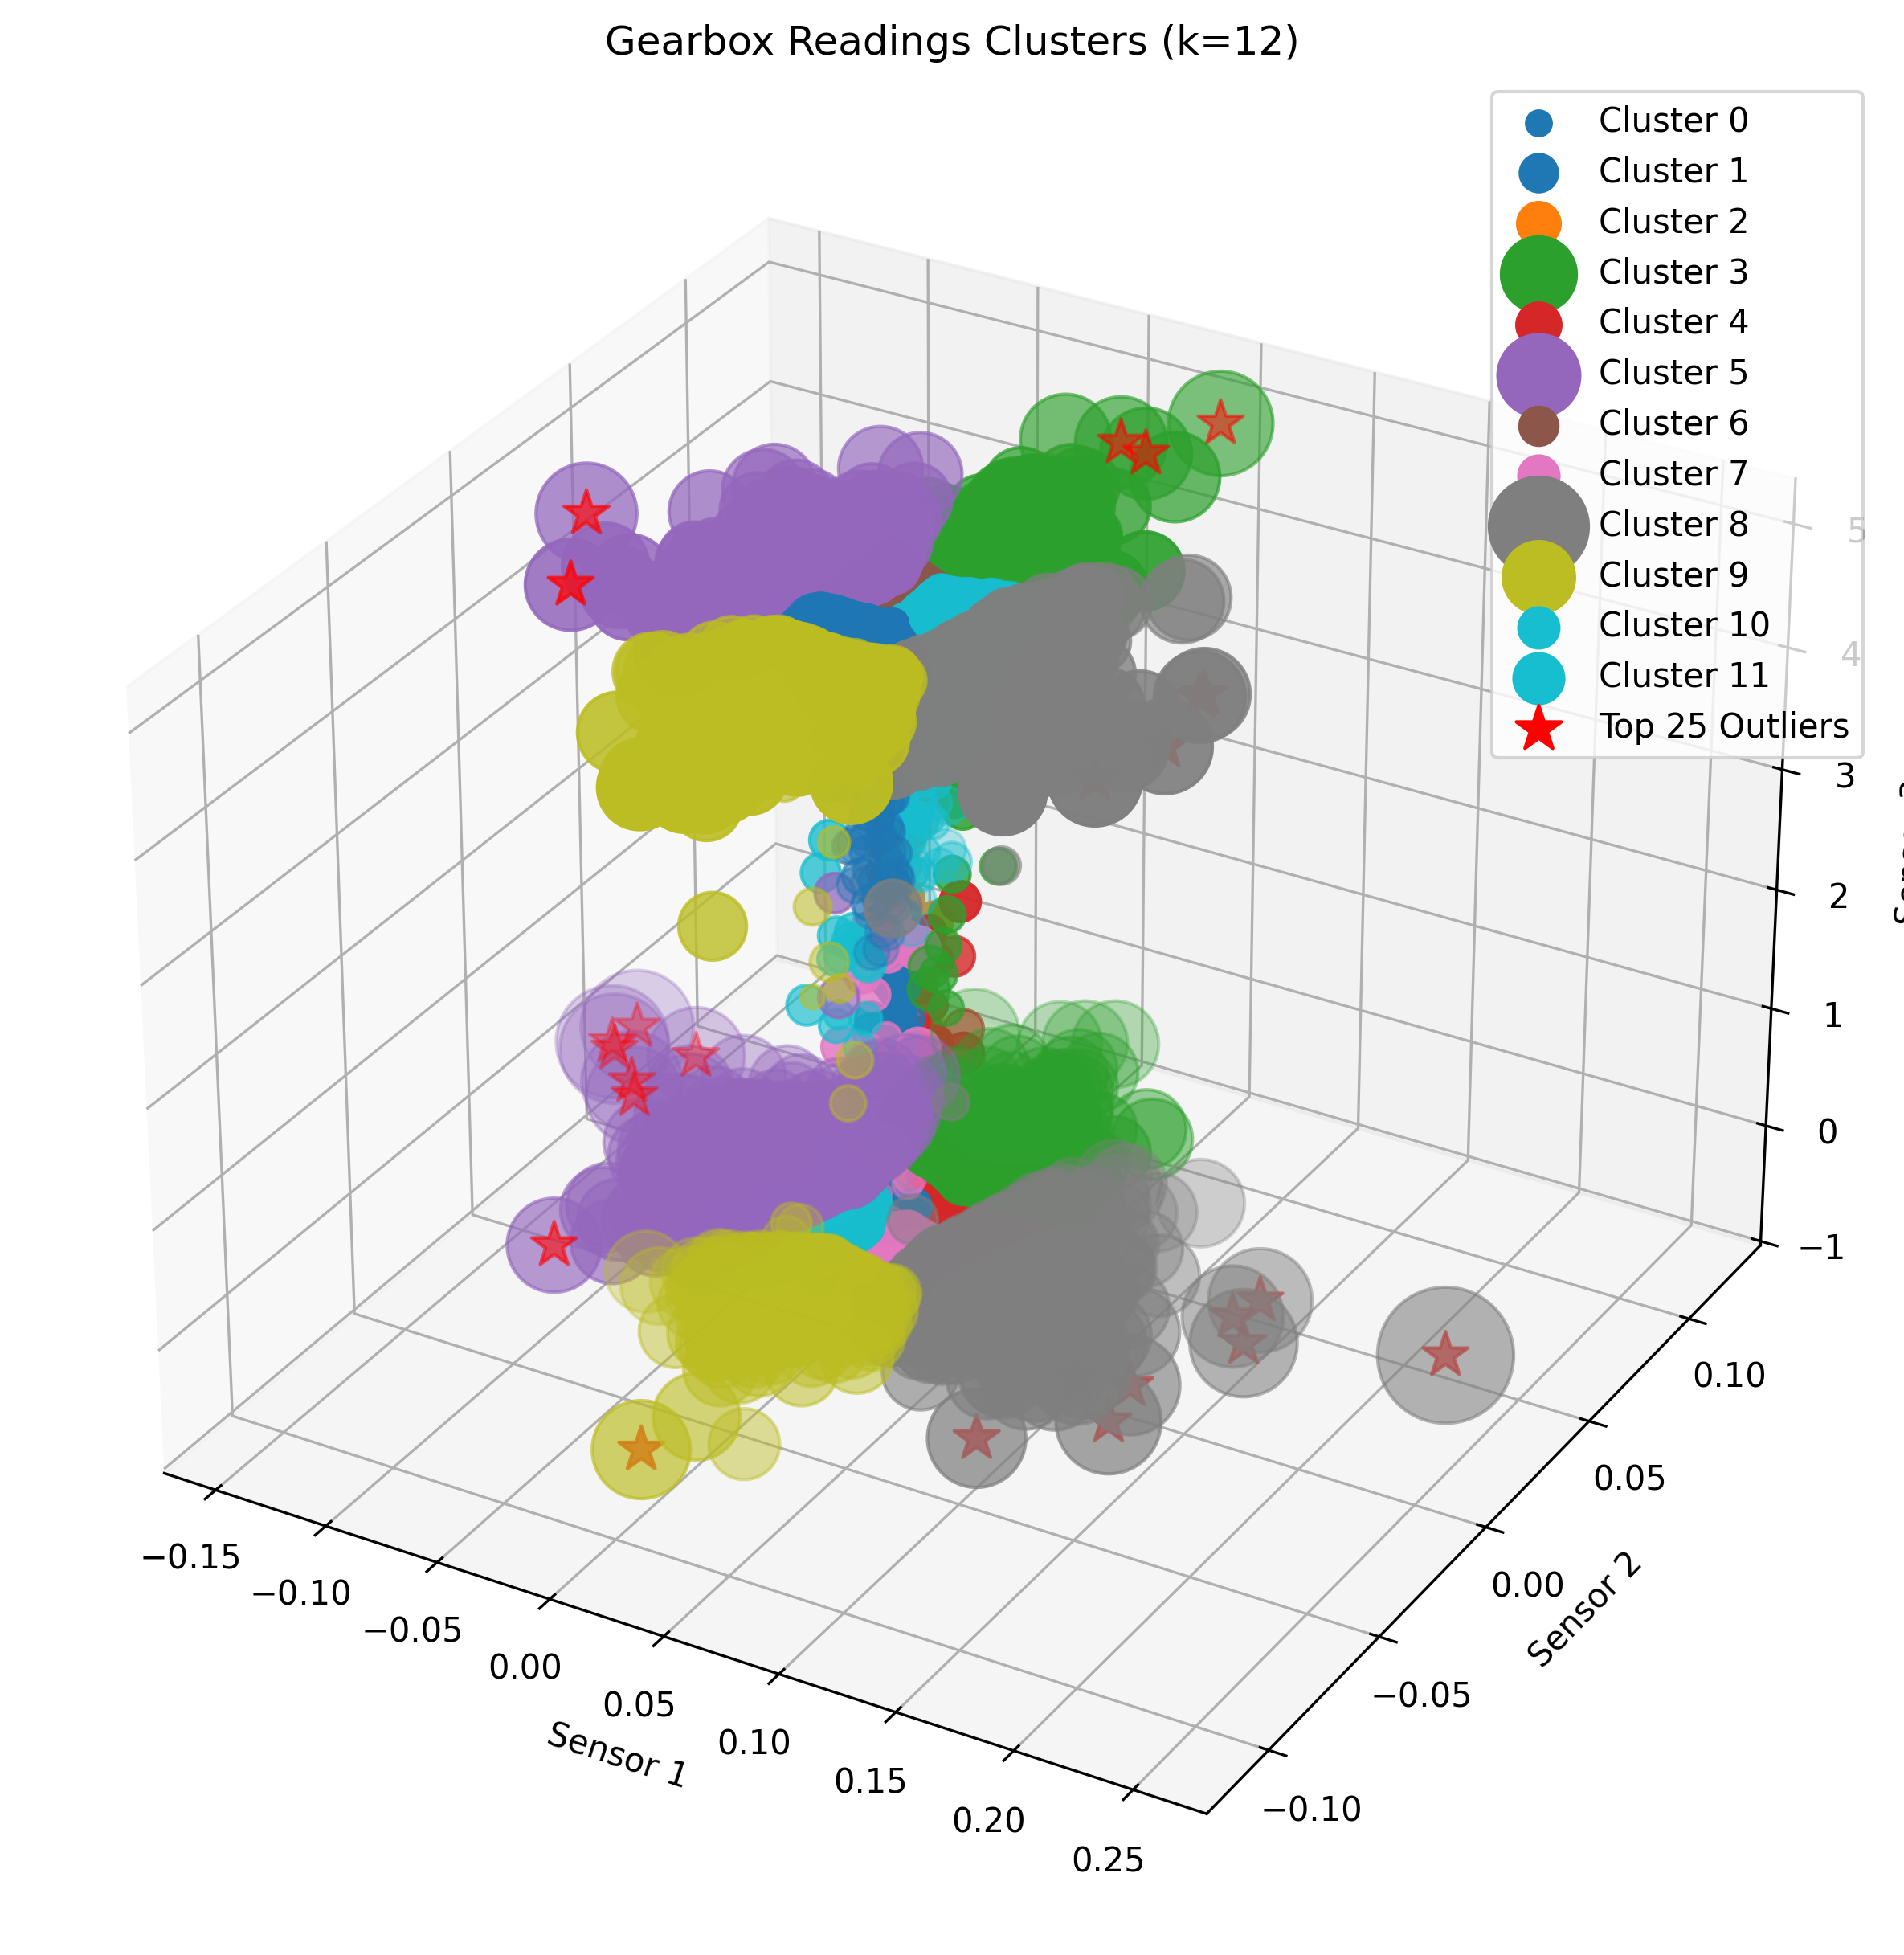 Gearbox Readings Clusters (k=12)
Cluster 0
Cluster 1
Cluster 2
Cluster 3
Cluster 4
Cluster 5
Cluster 6
Cluster 7
Cluster 8
Cluster 9
Cluster 10
Cluster 11
Top 25 Outliers
5
4
3
2
1
0
−1
0.10
0.05
0.00
−0.05
−0.10
Sensor 2
−0.15
−0.10
−0.05
0.00
0.05
0.10
0.15
0.20
0.25
Sensor 1